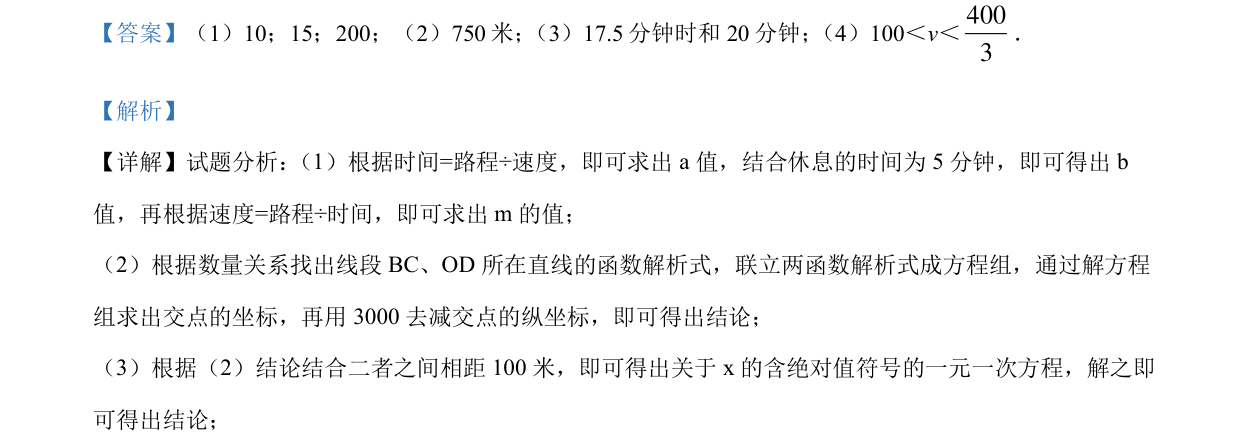 【答案】（1）10；15；200；（2）750 米；（3）17.5 分钟时和 20 分钟；（4）100＜v＜400/3．
【解析】
【详解】试题分析：（1）根据时间=路程÷速度，即可求出 a 值，结合休息的时间为 5 分钟，即可得出 b
值，再根据速度=路程÷时间，即可求出 m 的值；
（2）根据数量关系找出线段 BC、OD 所在直线的函数解析式，联立两函数解析式成方程组，通过解方程
组求出交点的坐标，再用 3000 去减交点的纵坐标，即可得出结论；
（3）根据（2）结论结合二者之间相距 100 米，即可得出关于 x 的含绝对值符号的一元一次方程，解之即
可得出结论；